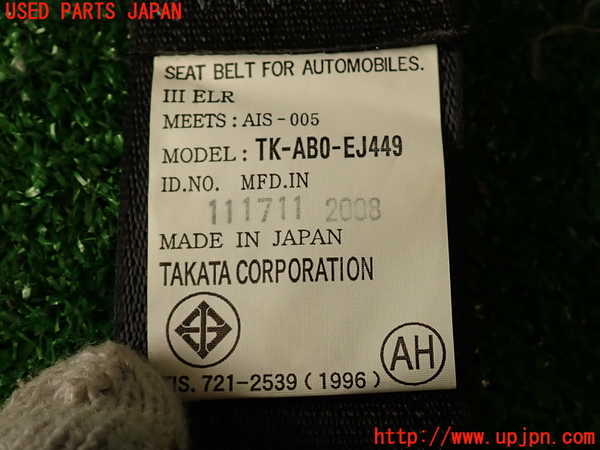 USED PARTS JAPAN
SEAT BELT FOR AUTOMOBILES.
III ELR
MEETS : AIS-005
MODEL : TK-AB0-EJ449
ID.NO. MFD.IN
111711 2008
MADE IN JAPAN
TAKATA CORPORATION
AH
TIS. 721-2539 (1996)
http://www.upjpn.com